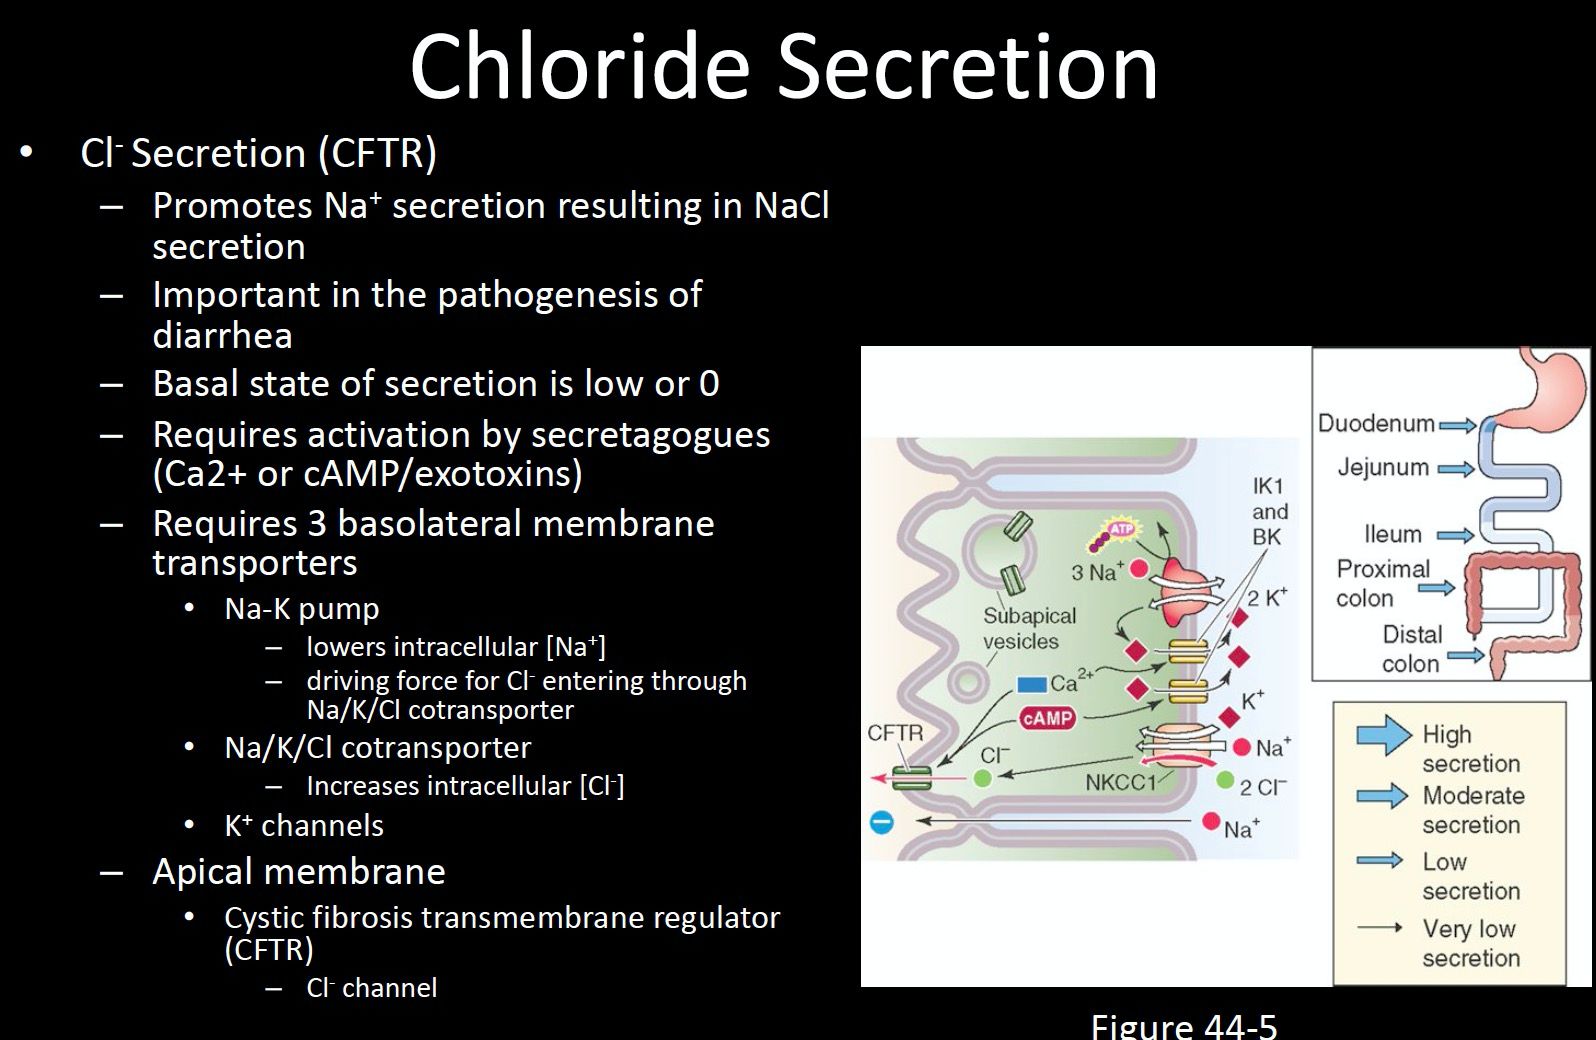 Chloride Secretion
• Cl⁻ Secretion (CFTR)
– Promotes Na⁺ secretion resulting in NaCl
secretion
– Important in the pathogenesis of
diarrhea
– Basal state of secretion is low or 0
– Requires activation by secretagogues
(Ca2+ or cAMP/exotoxins)
– Requires 3 basolateral membrane
transporters
• Na-K pump
– lowers intracellular [Na⁺]
– driving force for Cl⁻ entering through
Na/K/Cl cotransporter
• Na/K/Cl cotransporter
– Increases intracellular [Cl⁻]
• K⁺ channels
– Apical membrane
• Cystic fibrosis transmembrane regulator
(CFTR)
– Cl⁻ channel
IK1
and
BK
ATP
3 Na⁺
2 K⁺
Subapical
vesicles
Ca²⁺
cAMP
K⁺
CFTR
Cl⁻
Na⁺
NKCC1
2 Cl⁻
Na⁺
Duodenum
Jejunum
Ileum
Proximal
colon
Distal
colon
High
secretion
Moderate
secretion
Low
secretion
Very low
secretion
Figure 44-5